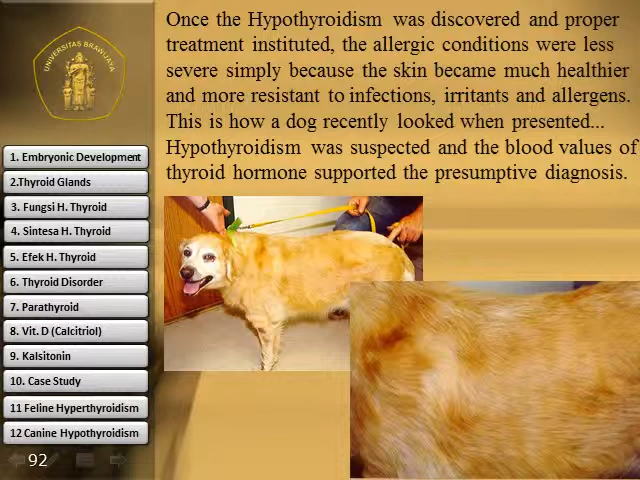 Once the Hypothyroidism was discovered and proper
treatment instituted, the allergic conditions were less
severe simply because the skin became much healthier
and more resistant to infections, irritants and allergens.
This is how a dog recently looked when presented...
Hypothyroidism was suspected and the blood values of
thyroid hormone supported the presumptive diagnosis.
UNIVERSITAS BRAWIJAYA
1. Embryonic Development
2.Thyroid Glands
3. Fungsi H. Thyroid
4. Sintesa H. Thyroid
5. Efek H. Thyroid
6. Thyroid Disorder
7. Parathyroid
8. Vit. D (Calcitriol)
9. Kalsitonin
10. Case Study
11 Feline Hyperthyroidism
12 Canine Hypothyroidism
92